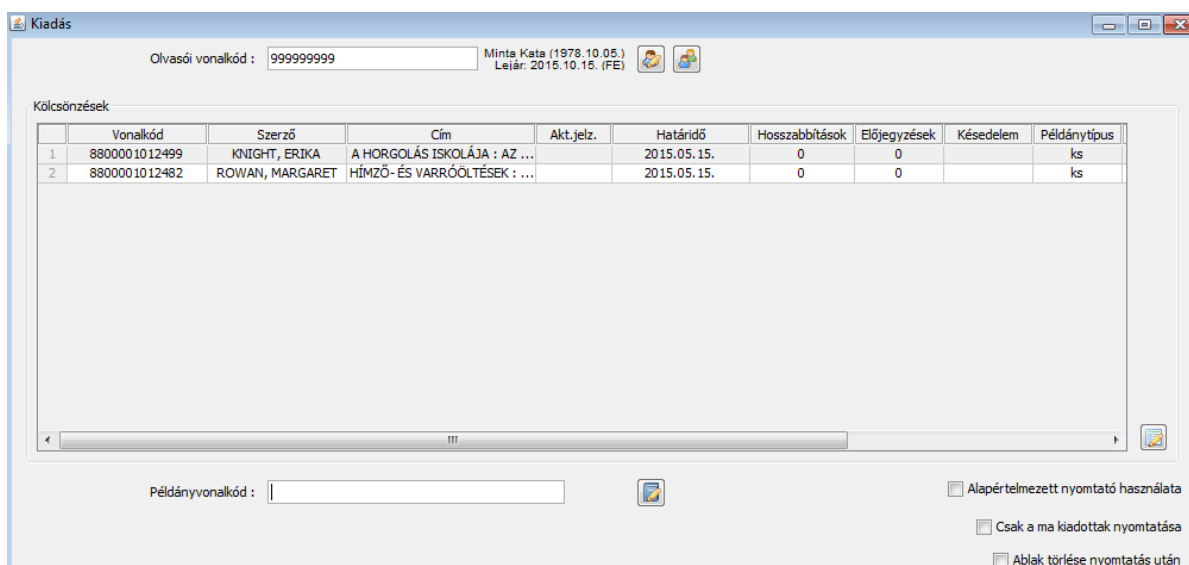 Kiadás
Olvasói vonalkód : 999999999 Minta Kata (1978.10.05.)
Lejár: 2015.10.15. (FE)
Kölcsönzések
Vonalkód Szerző Cím Akt.jelz. Határidő Hosszabbítások Előjegyzések Késedelem Példánytípus
1 8800001012499 KNIGHT, ERIKA A HORGOLÁS ISKOLÁJA : AZ ... 2015.05.15. 0 0 ks
2 8800001012482 ROWAN, MARGARET HÍMZŐ- ÉS VARRÓÖLTÉSEK : ... 2015.05.15. 0 0 ks
Példányvonalkód :
Alapértelmezett nyomtató használata
Csak a ma kiadottak nyomtatása
Ablak törlése nyomtatás után